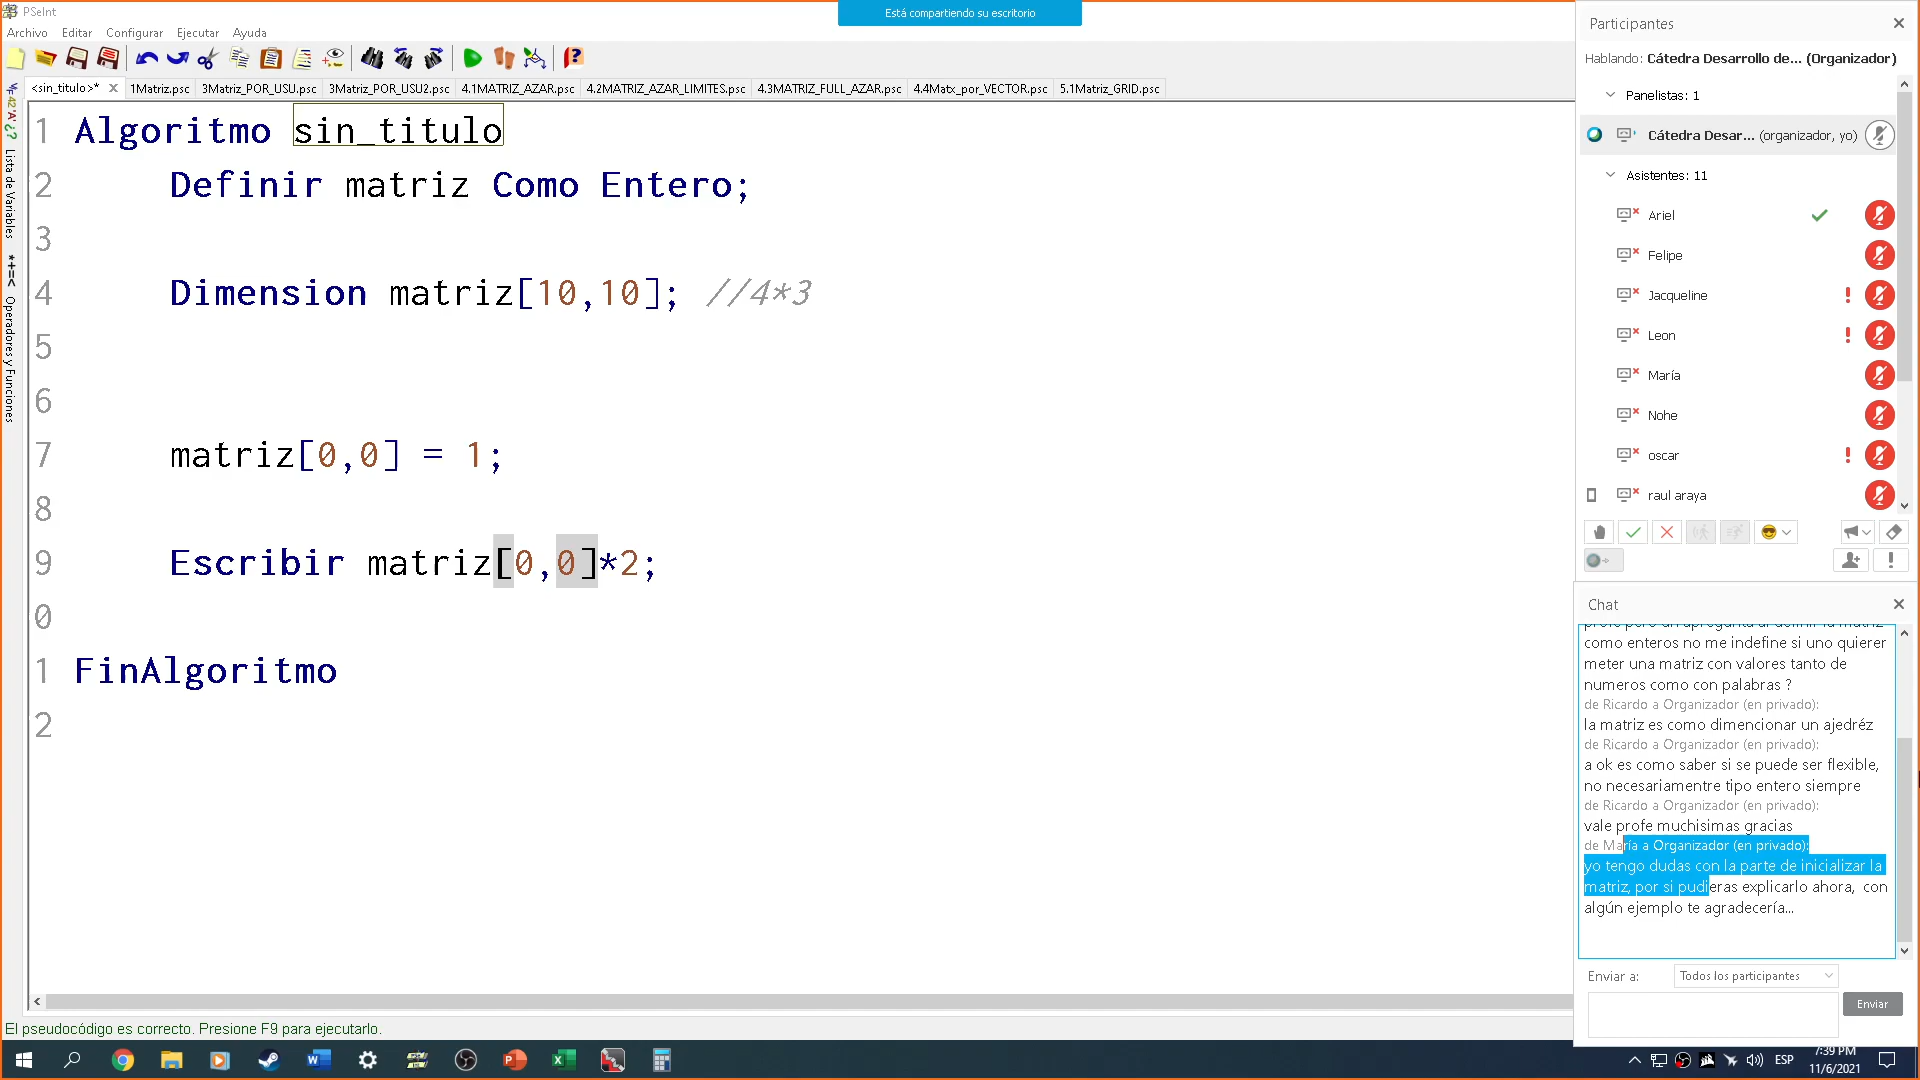 PSeInt
Está compartiendo su escritorio
Archivo Editar Configurar Ejecutar Ayuda
<sin_titulo>* 1Matriz.psc 3Matriz_POR_USU.psc 3Matriz_POR_USU2.psc 4.1MATRIZ_AZAR.psc 4.2MATRIZ_AZAR_LIMITES.psc 4.3MATRIZ_FULL_AZAR.psc 4.4Matx_por_VECTOR.psc 5.1Matriz_GRID.psc
Lista de Variables
*+=< Operadores y Funciones
1 Algoritmo sin_titulo
2 Definir matriz Como Entero;
3
4 Dimension matriz[10,10]; //4*3
5
6
7 matriz[0,0] = 1;
8
9 Escribir matriz[0,0]*2;
0
1 FinAlgoritmo
2
El pseudocódigo es correcto. Presione F9 para ejecutarlo.
Participantes
Hablando: Cátedra Desarrollo de... (Organizador)
Panelistas: 1
Cátedra Desar... (organizador, yo)
Asistentes: 11
Ariel
Felipe
Jacqueline
Leon
María
Nohe
oscar
raul araya
Chat
como enteros no me indefine si uno quierer
meter una matriz con valores tanto de
numeros como con palabras ?
de Ricardo a Organizador (en privado):
la matriz es como dimencionar un ajedréz
de Ricardo a Organizador (en privado):
a ok es como saber si se puede ser flexible,
no necesariamentre tipo entero siempre
de Ricardo a Organizador (en privado):
vale profe muchisimas gracias
de María a Organizador (en privado):
yo tengo dudas con la parte de inicializar la
matriz, por si pudieras explicarlo ahora, con
algún ejemplo te agradecería...
Enviar a: Todos los participantes
Enviar
ESP
7:39 PM
11/6/2021